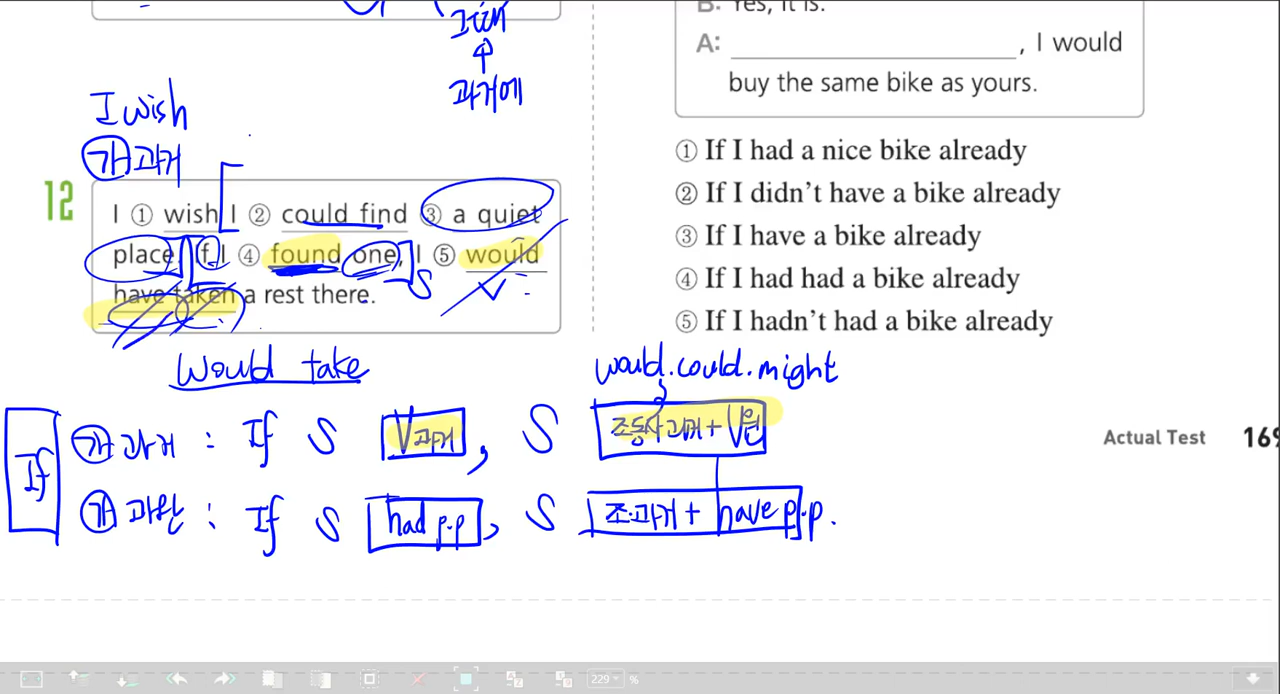 과거에
I wish
가 과거
12
I ① wish I ② could find ③ a quiet
place. If I ④ found one, I ⑤ would
have taken a rest there.
S
Would take
If
가 과거 : If S V과거, S 조동사 과거 + V원
would. could. might
가 과완 : If S had p.p, S 조.과거 + have p.p.
B: Yes, it is.
A: , I would
buy the same bike as yours.
① If I had a nice bike already
② If I didn't have a bike already
③ If I have a bike already
④ If I had had a bike already
⑤ If I hadn't had a bike already
Actual Test 169
229 %